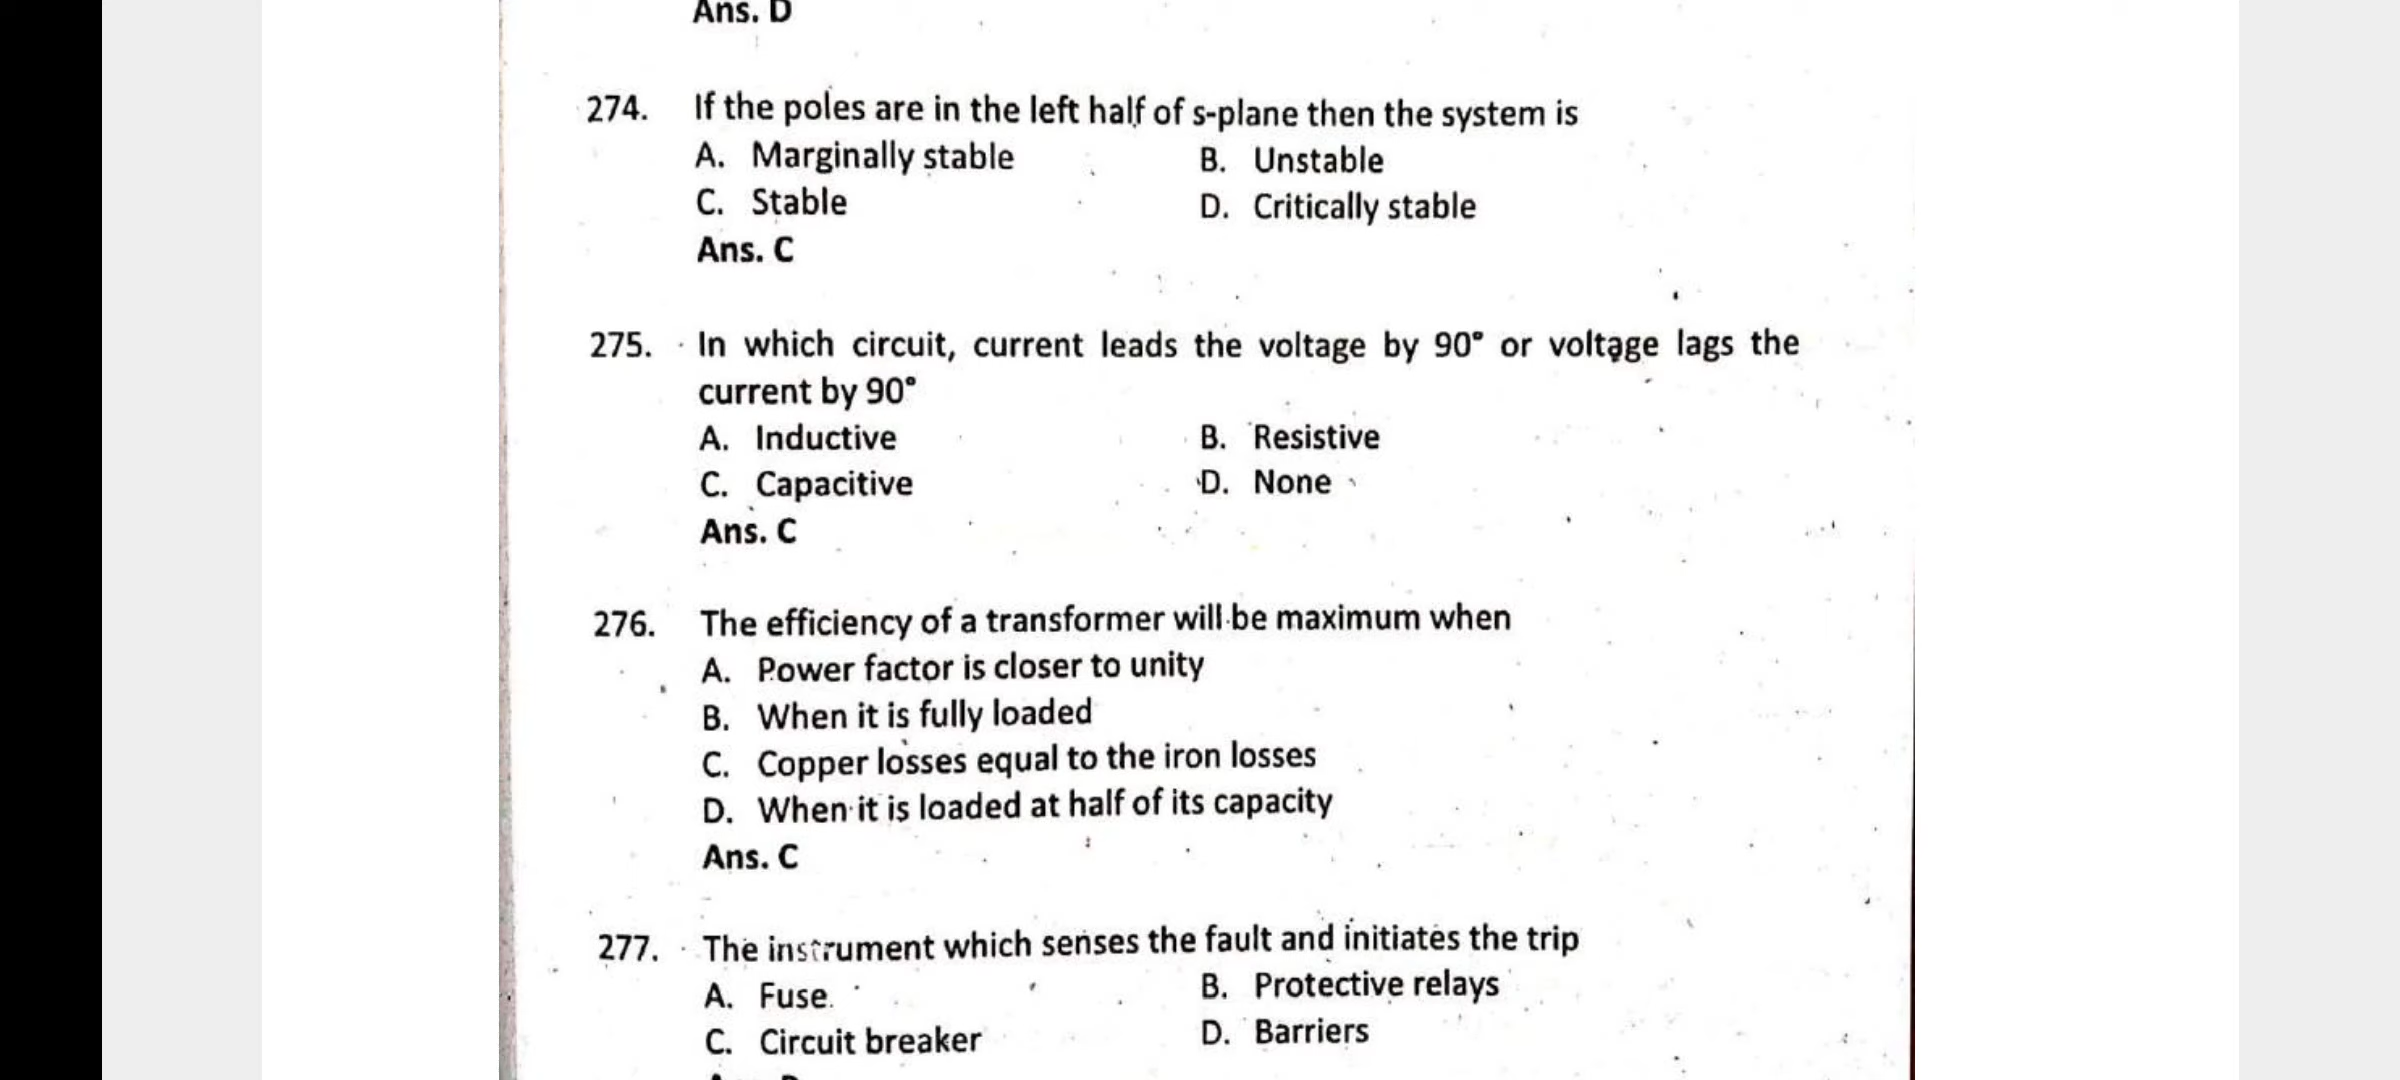 Ans. D
274. If the poles are in the left half of s-plane then the system is
A. Marginally stable B. Unstable
C. Stable D. Critically stable
Ans. C
275. In which circuit, current leads the voltage by 90° or voltage lags the
current by 90°
A. Inductive B. Resistive
C. Capacitive D. None
Ans. C
276. The efficiency of a transformer will be maximum when
A. Power factor is closer to unity
B. When it is fully loaded
C. Copper losses equal to the iron losses
D. When it is loaded at half of its capacity
Ans. C
277. The instrument which senses the fault and initiates the trip
A. Fuse. B. Protective relays
C. Circuit breaker D. Barriers